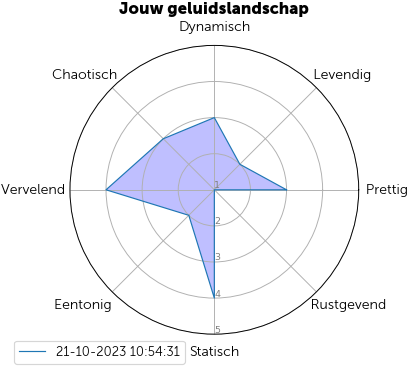 Jouw geluidslandschap
Dynamisch
Chaotisch
Levendig
Vervelend
Prettig
1
2
3
4
5
Eentonig
Rustgevend
Statisch
21-10-2023 10:54:31